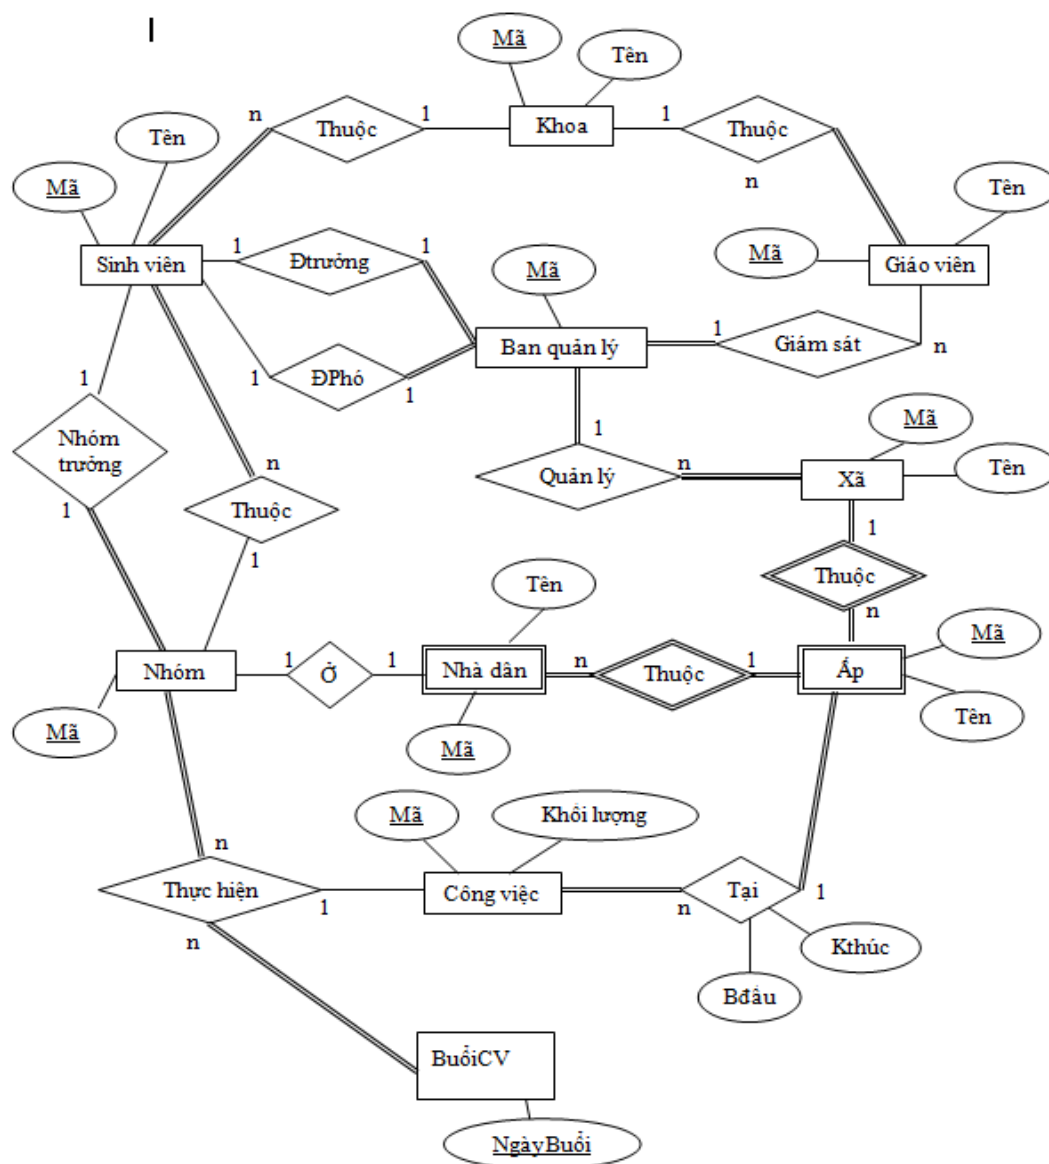 I
Mã
Tên
n
Thuộc
1
Khoa
1
Thuộc
n
Tên
Mã
Tên
Mã
Sinh viên
1
Đtrưởng
1
Mã
Giáo viên
Ban quản lý
1
Giám sát
n
1
ĐPhó
1
1
Nhóm
trưởng
1
n
Thuộc
1
1
Quản lý
n
Mã
Xã
Tên
1
Thuộc
n
Tên
Mã
Nhóm
1
Ở
1
Nhà dân
n
Thuộc
1
Ấp
Mã
Mã
Tên
Mã
Khối lượng
n
Thực hiện
1
n
Công việc
n
Tại
1
Kthúc
Bđầu
BuổiCV
NgàyBuổi